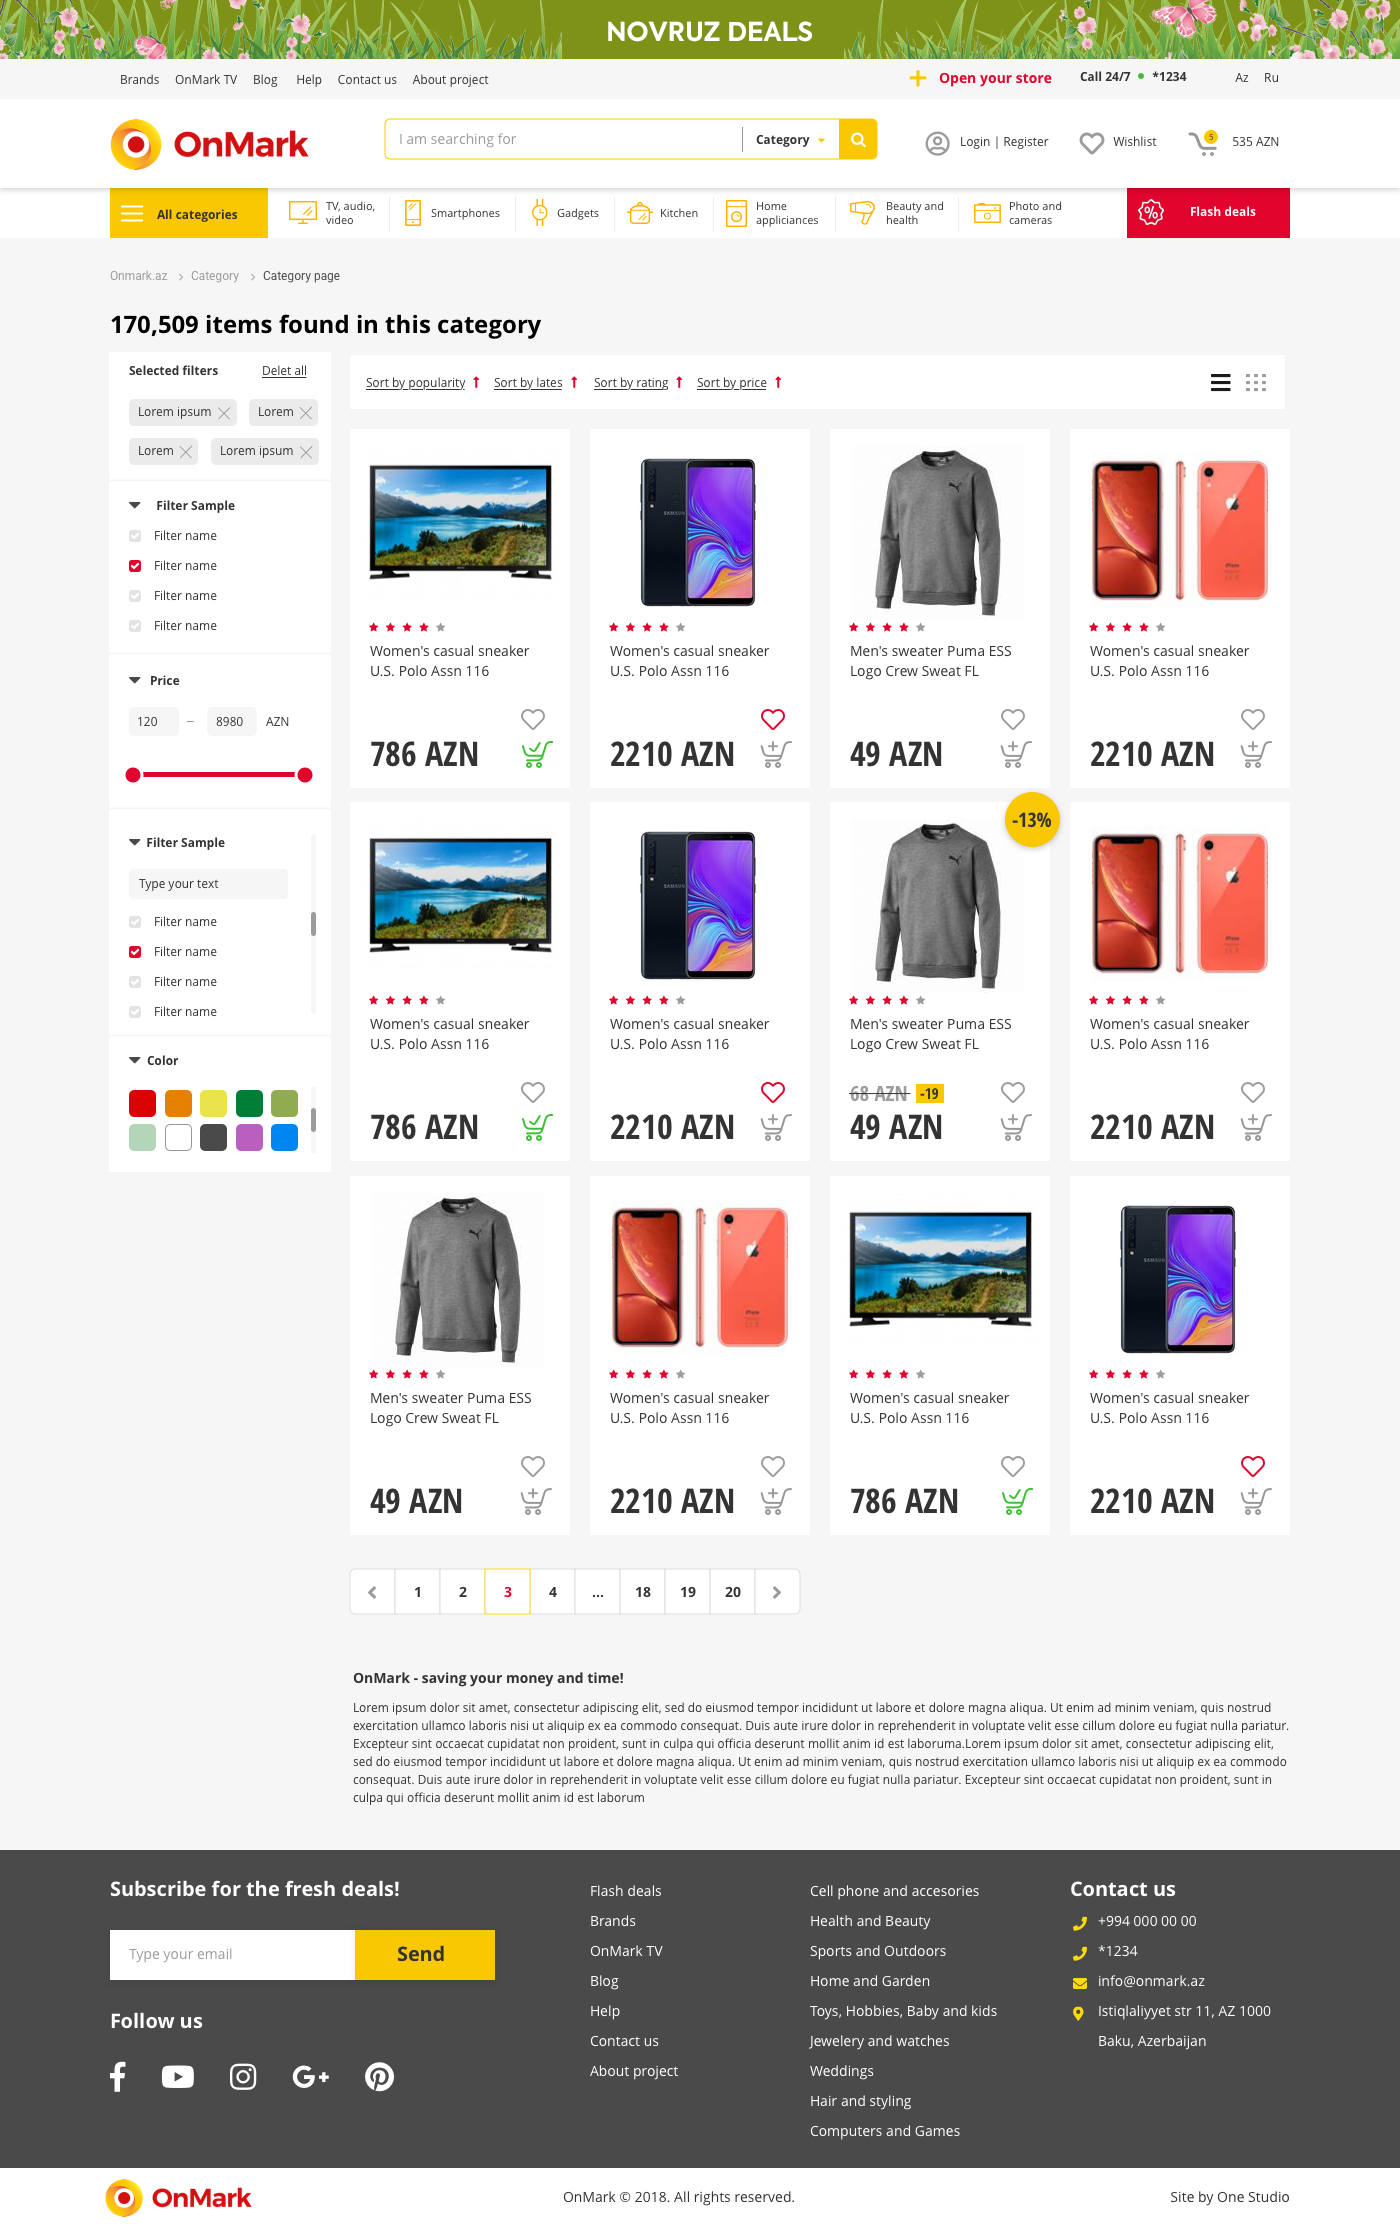 NOVRUZ DEALS
Brands OnMark TV Blog Help Contact us About project
Open your store Call 24/7 *1234 Az Ru
OnMark
I am searching for Category
Login | Register Wishlist 5 535 AZN
All categories
TV, audio, video
Smartphones
Gadgets
Kitchen
Home appliciances
Beauty and health
Photo and cameras
Flash deals
Onmark.az Category Category page
170,509 items found in this category
Selected filters Delet all
Lorem ipsum Lorem
Lorem Lorem ipsum
Filter Sample
Filter name
Filter name
Filter name
Filter name
Price
120 – 8980 AZN
Filter Sample
Type your text
Filter name
Filter name
Filter name
Filter name
Color
Sort by popularity Sort by lates Sort by rating Sort by price
Women's casual sneaker
U.S. Polo Assn 116
786 AZN
SAMSUNG
Women's casual sneaker
U.S. Polo Assn 116
2210 AZN
Men's sweater Puma ESS
Logo Crew Sweat FL
49 AZN
iPhone
Women's casual sneaker
U.S. Polo Assn 116
2210 AZN
Women's casual sneaker
U.S. Polo Assn 116
786 AZN
SAMSUNG
Women's casual sneaker
U.S. Polo Assn 116
2210 AZN
-13%
Men's sweater Puma ESS
Logo Crew Sweat FL
68 AZN -19
49 AZN
iPhone
Women's casual sneaker
U.S. Polo Assn 116
2210 AZN
Men's sweater Puma ESS
Logo Crew Sweat FL
49 AZN
iPhone
Women's casual sneaker
U.S. Polo Assn 116
2210 AZN
Women's casual sneaker
U.S. Polo Assn 116
786 AZN
SAMSUNG
Women's casual sneaker
U.S. Polo Assn 116
2210 AZN
1 2 3 4 ... 18 19 20
OnMark - saving your money and time!
Lorem ipsum dolor sit amet, consectetur adipiscing elit, sed do eiusmod tempor incididunt ut labore et dolore magna aliqua. Ut enim ad minim veniam, quis nostrud
exercitation ullamco laboris nisi ut aliquip ex ea commodo consequat. Duis aute irure dolor in reprehenderit in voluptate velit esse cillum dolore eu fugiat nulla pariatur.
Excepteur sint occaecat cupidatat non proident, sunt in culpa qui officia deserunt mollit anim id est laboruma.Lorem ipsum dolor sit amet, consectetur adipiscing elit,
sed do eiusmod tempor incididunt ut labore et dolore magna aliqua. Ut enim ad minim veniam, quis nostrud exercitation ullamco laboris nisi ut aliquip ex ea commodo
consequat. Duis aute irure dolor in reprehenderit in voluptate velit esse cillum dolore eu fugiat nulla pariatur. Excepteur sint occaecat cupidatat non proident, sunt in
culpa qui officia deserunt mollit anim id est laborum
Subscribe for the fresh deals!
Type your email Send
Follow us
Flash deals
Brands
OnMark TV
Blog
Help
Contact us
About project
Cell phone and accesories
Health and Beauty
Sports and Outdoors
Home and Garden
Toys, Hobbies, Baby and kids
Jewelery and watches
Weddings
Hair and styling
Computers and Games
Contact us
+994 000 00 00
*1234
info@onmark.az
Istiqlaliyyet str 11, AZ 1000
Baku, Azerbaijan
OnMark
OnMark © 2018. All rights reserved.
Site by One Studio